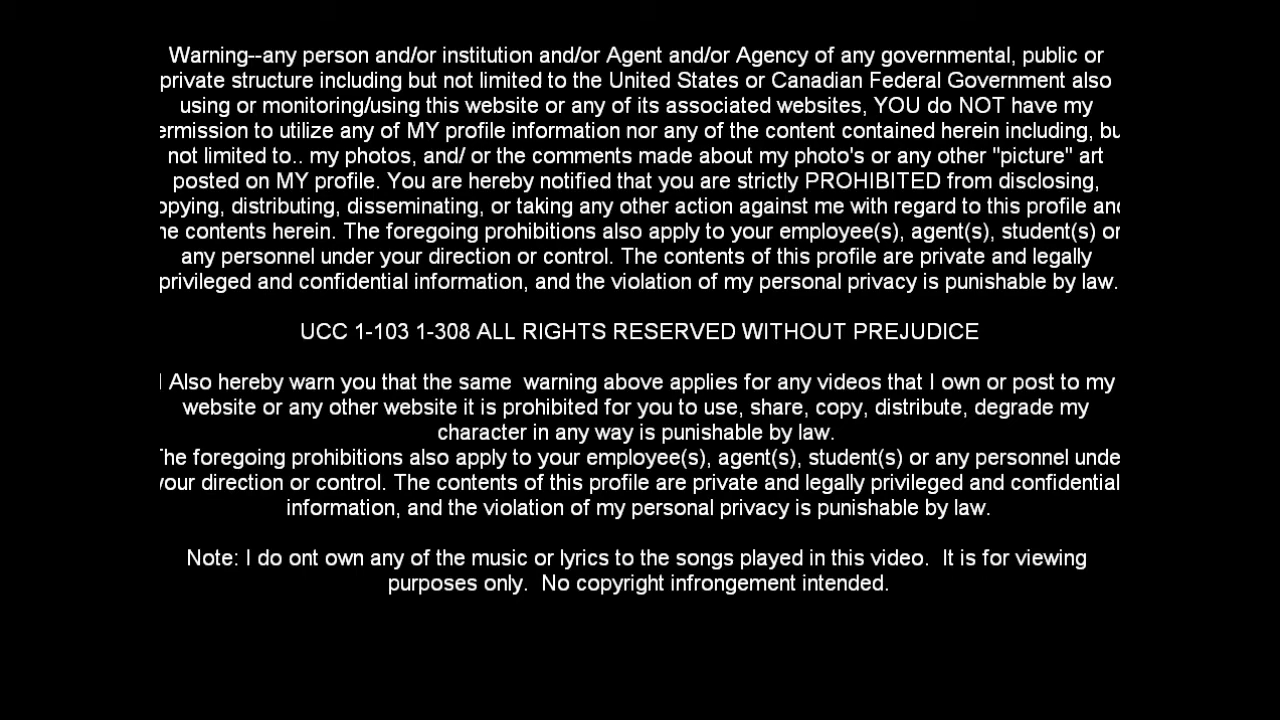 Warning--any person and/or institution and/or Agent and/or Agency of any governmental, public or
private structure including but not limited to the United States or Canadian Federal Government also
using or monitoring/using this website or any of its associated websites, YOU do NOT have my
ermission to utilize any of MY profile information nor any of the content contained herein including, bu
not limited to.. my photos, and/ or the comments made about my photo's or any other "picture" art
posted on MY profile. You are hereby notified that you are strictly PROHIBITED from disclosing,
opying, distributing, disseminating, or taking any other action against me with regard to this profile and
he contents herein. The foregoing prohibitions also apply to your employee(s), agent(s), student(s) or
any personnel under your direction or control. The contents of this profile are private and legally
privileged and confidential information, and the violation of my personal privacy is punishable by law.
UCC 1-103 1-308 ALL RIGHTS RESERVED WITHOUT PREJUDICE
I Also hereby warn you that the same  warning above applies for any videos that I own or post to my
website or any other website it is prohibited for you to use, share, copy, distribute, degrade my
character in any way is punishable by law.
The foregoing prohibitions also apply to your employee(s), agent(s), student(s) or any personnel unde
your direction or control. The contents of this profile are private and legally privileged and confidential
information, and the violation of my personal privacy is punishable by law.
Note: I do ont own any of the music or lyrics to the songs played in this video.  It is for viewing
purposes only.  No copyright infrongement intended.